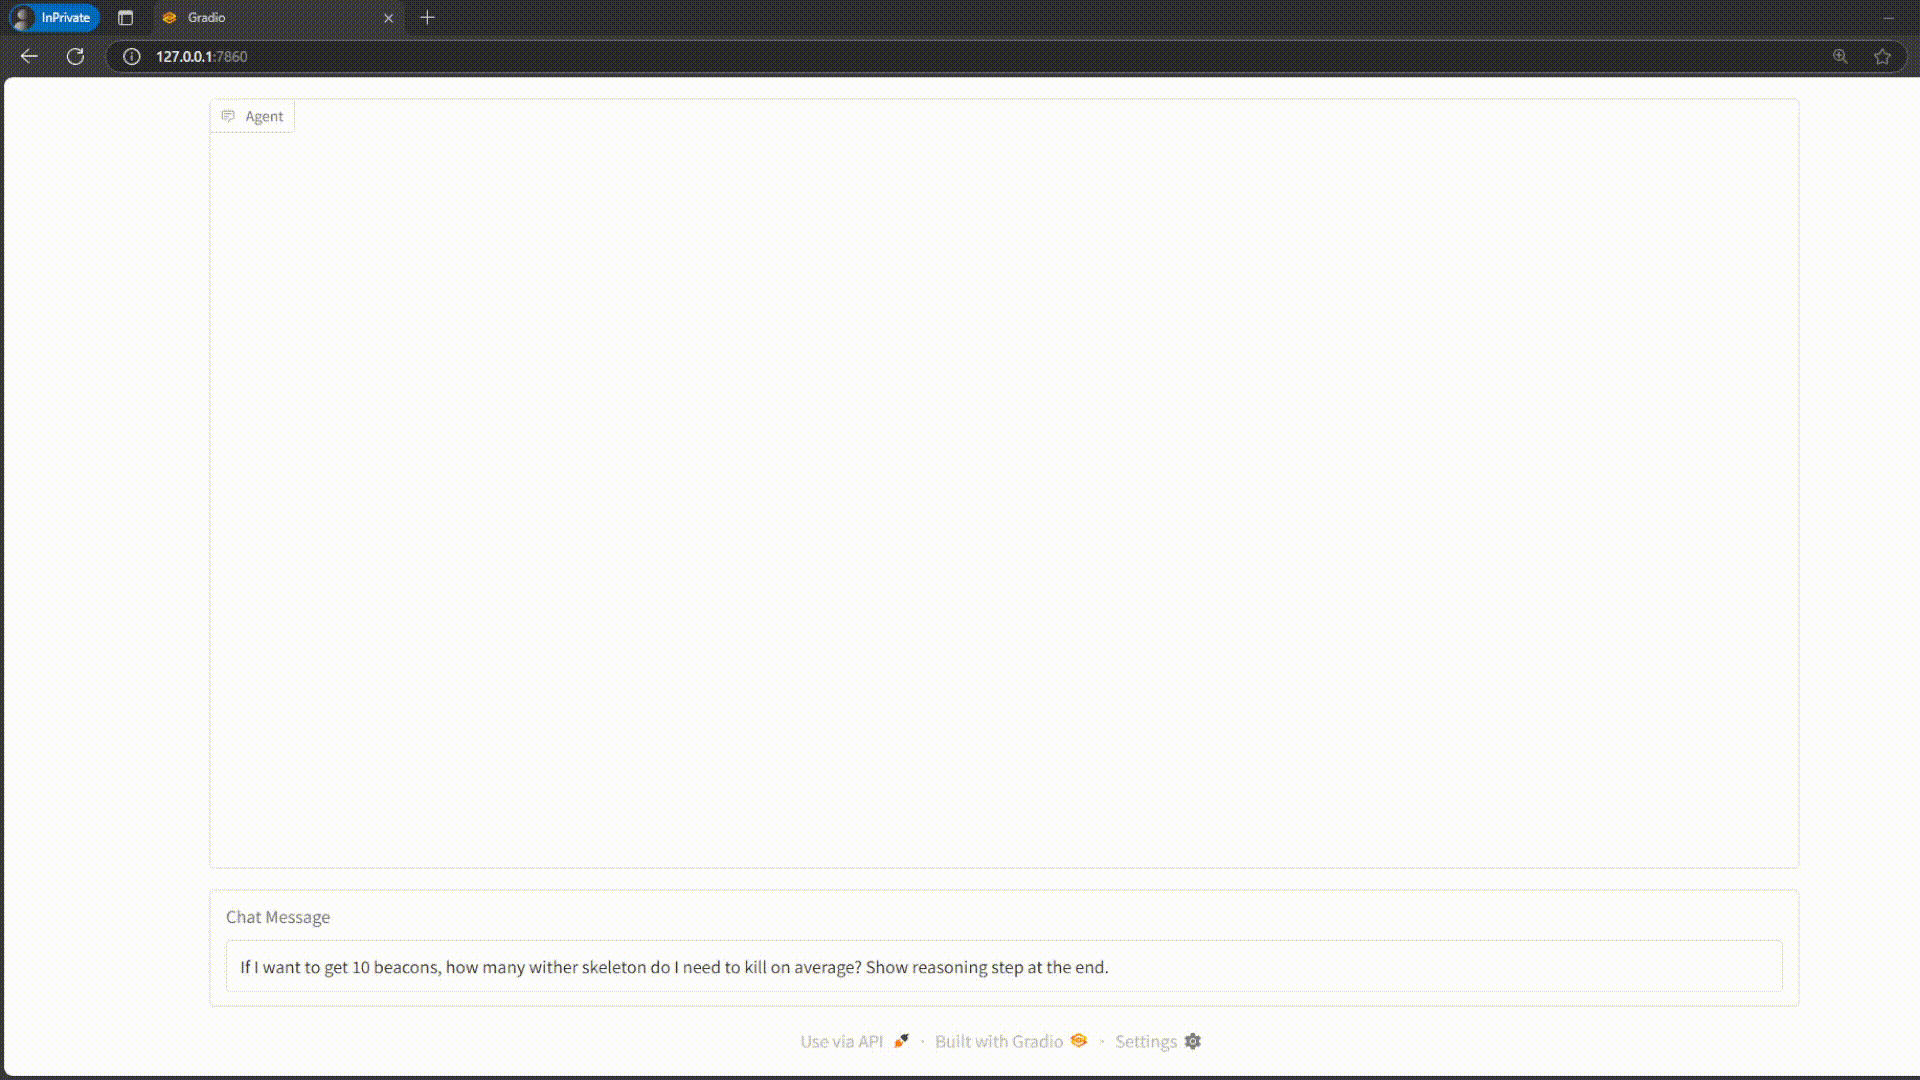 InPrivate
Gradio
127.0.0.1:7860
Agent
Chat Message
If I want to get 10 beacons, how many wither skeleton do I need to kill on average? Show reasoning step at the end.
Use via API · Built with Gradio · Settings